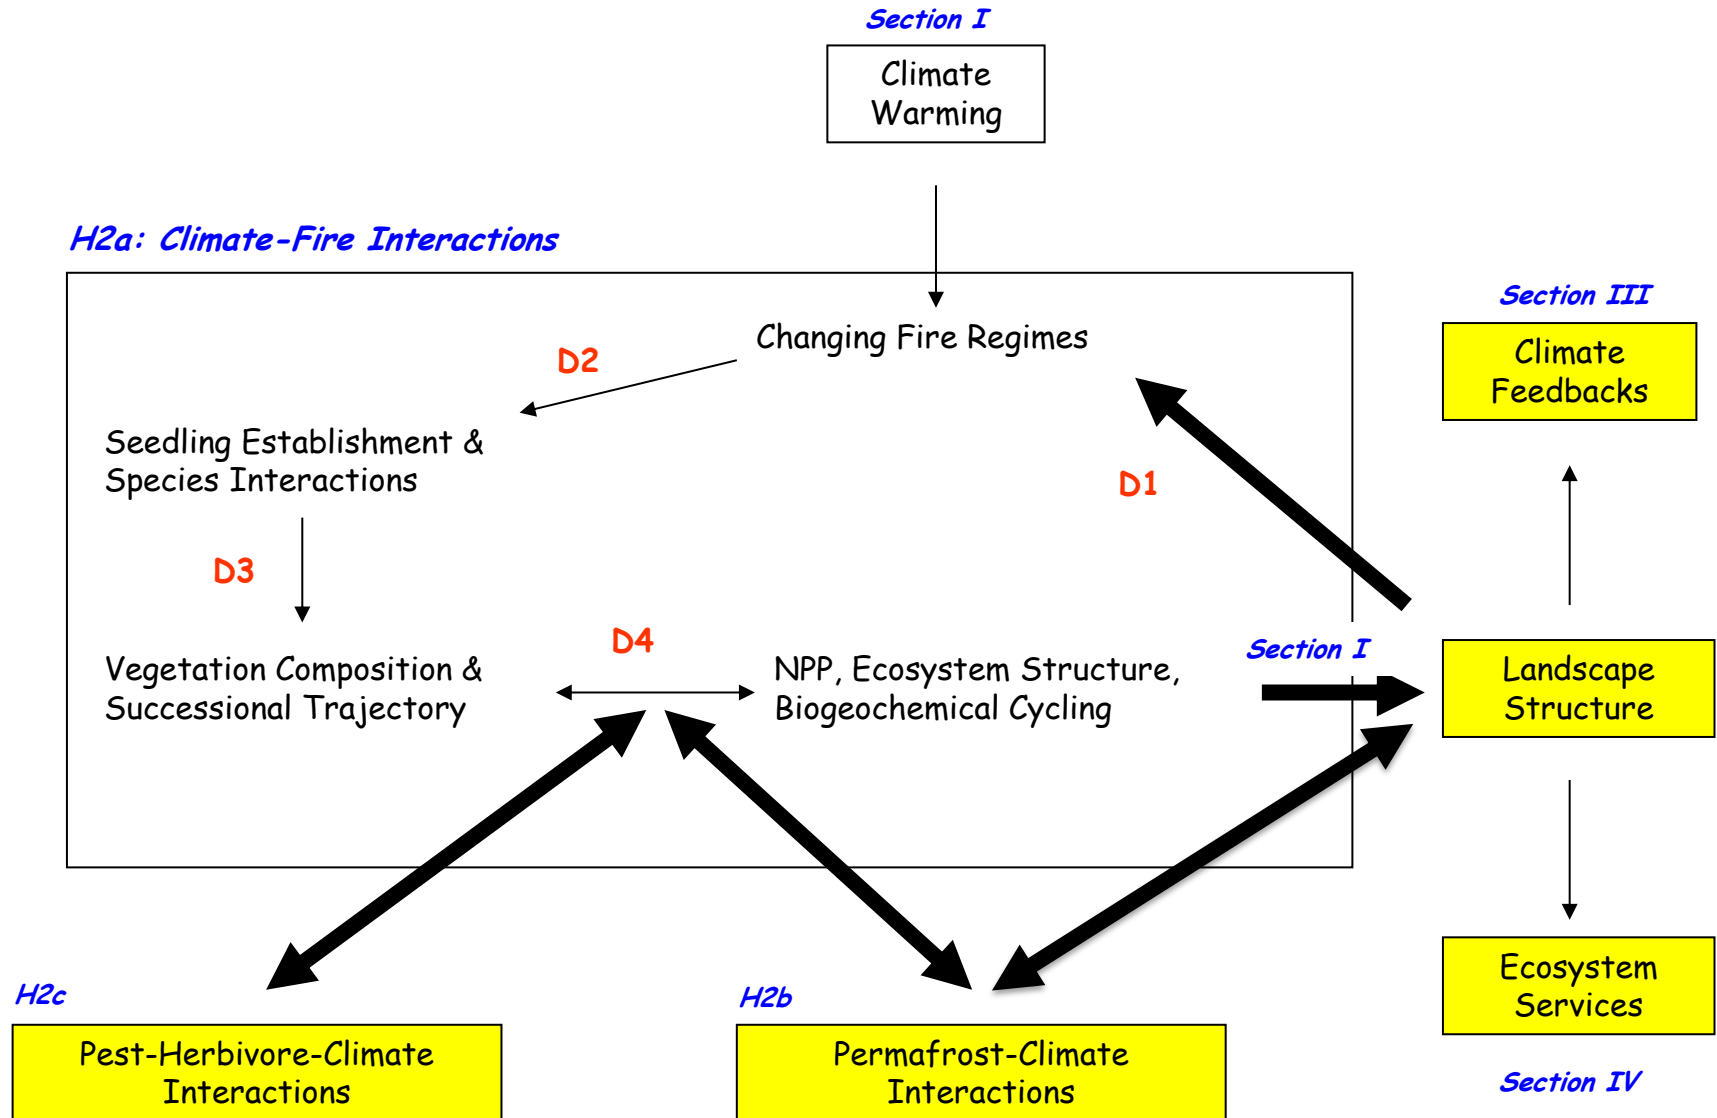 Section I
Climate
Warming
H2a: Climate-Fire Interactions
Section III
Changing Fire Regimes
Climate
Feedbacks
D2
Seedling Establishment &
Species Interactions
D1
D3
D4
Vegetation Composition &
Successional Trajectory
NPP, Ecosystem Structure,
Biogeochemical Cycling
Section I
Landscape
Structure
Ecosystem
Services
Section IV
H2c
Pest-Herbivore-Climate
Interactions
H2b
Permafrost-Climate
Interactions